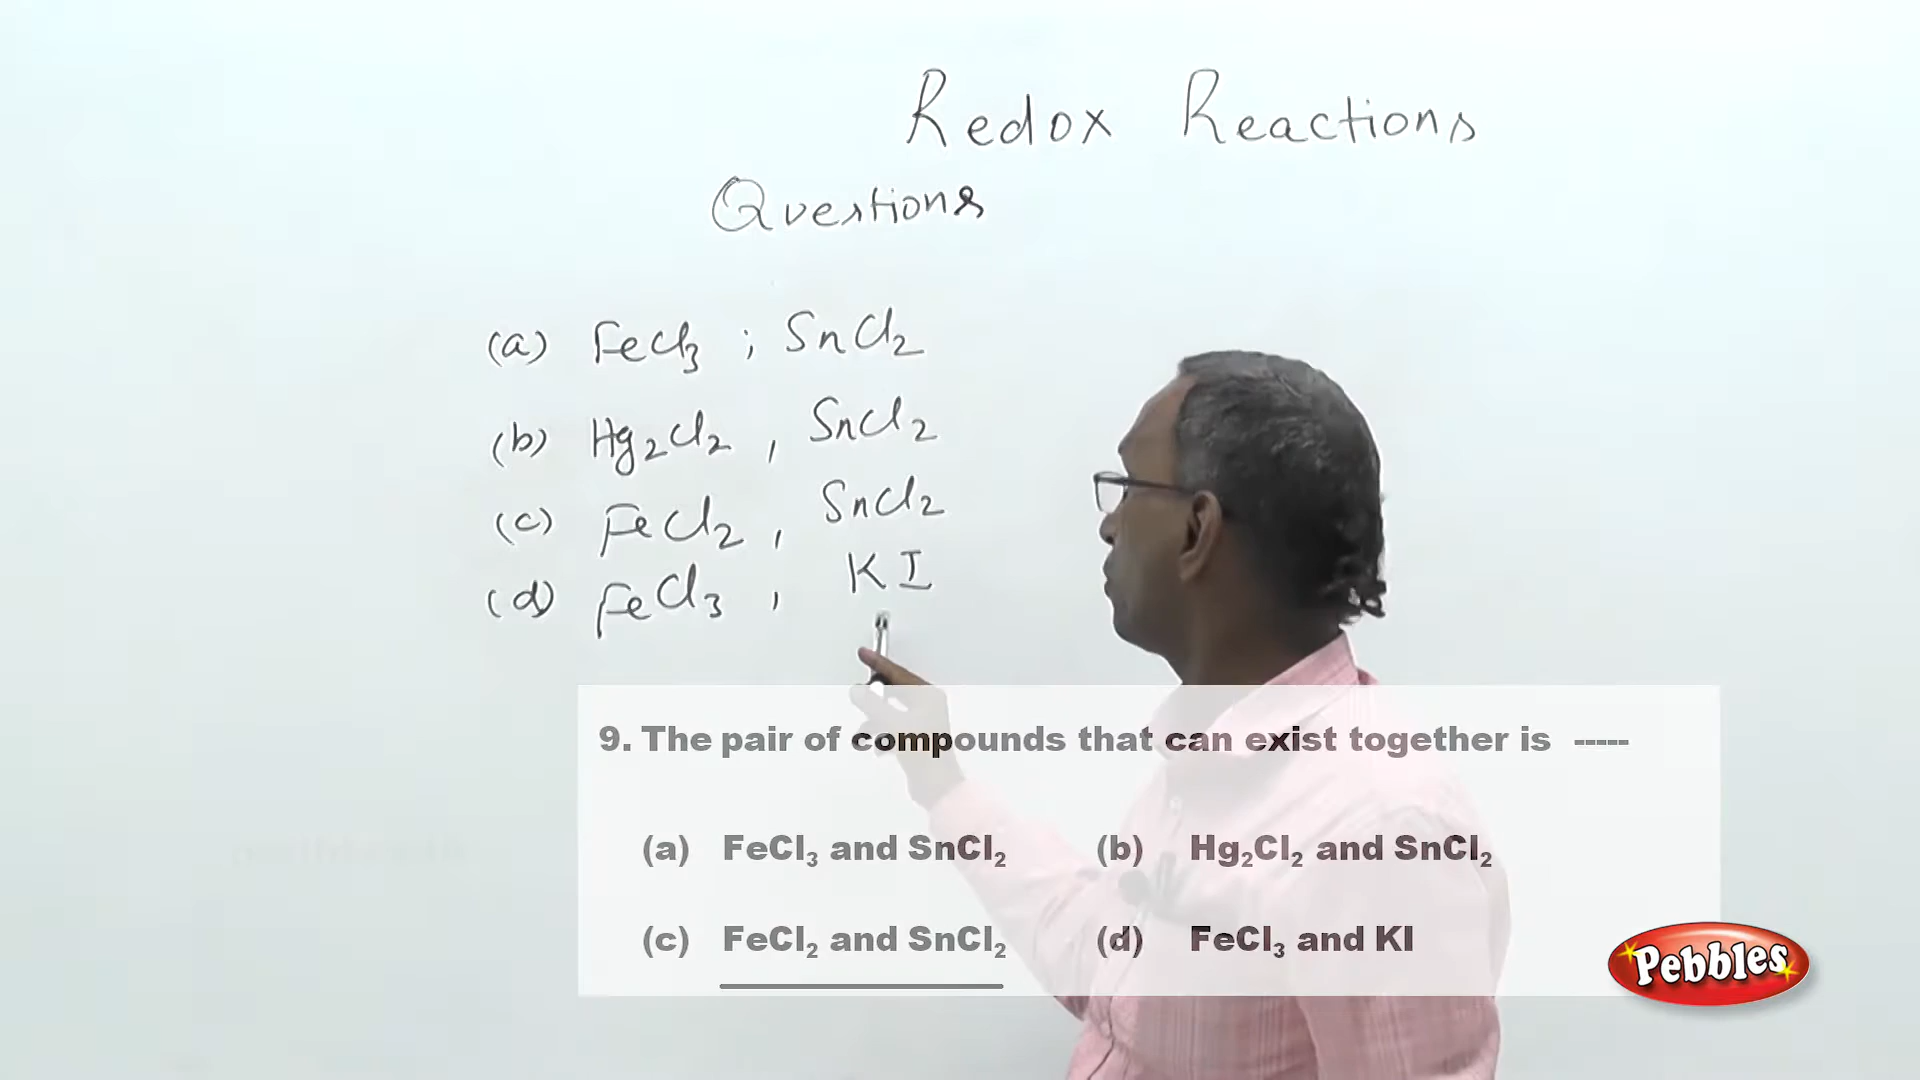 Redox Reactions
Questions
(a) FeCl3 ; SnCl2
(b) Hg2Cl2 , SnCl2
(c) FeCl2 , SnCl2
(d) FeCl3 , KI
9. The pair of compounds that can exist together is -----
(a) FeCl₃ and SnCl₂ (b) Hg₂Cl₂ and SnCl₂
(c) FeCl₂ and SnCl₂ (d) FeCl₃ and KI
Pebbles